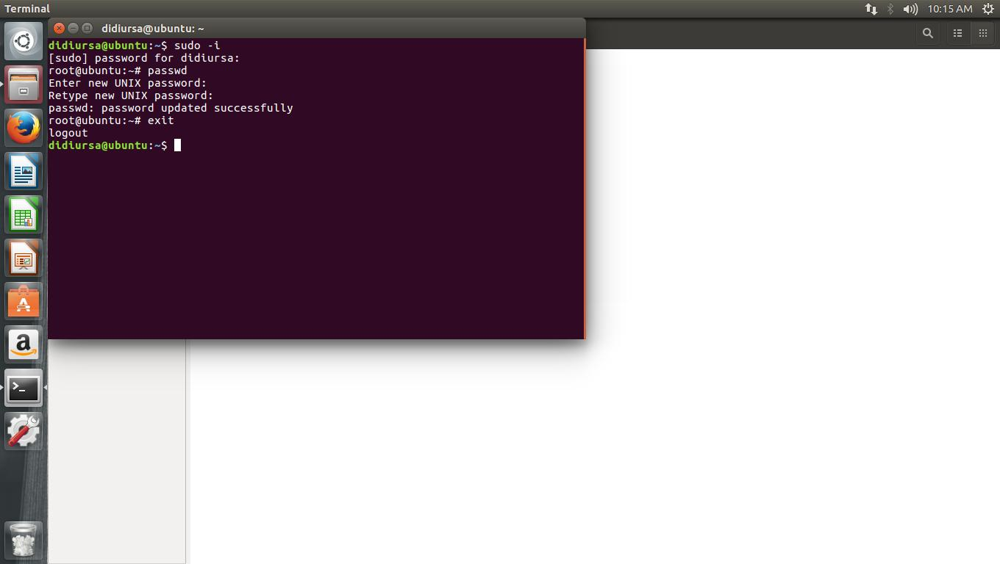 Terminal
10:15 AM
didiursa@ubuntu: ~
didiursa@ubuntu:~$ sudo -i
[sudo] password for didiursa:
root@ubuntu:~# passwd
Enter new UNIX password:
Retype new UNIX password:
passwd: password updated successfully
root@ubuntu:~# exit
logout
didiursa@ubuntu:~$